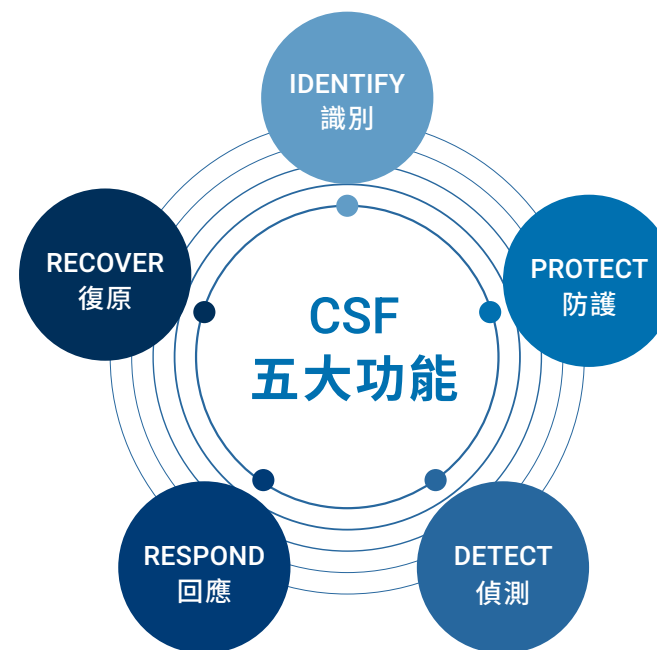 IDENTIFY
識別
PROTECT
防護
DETECT
偵測
RESPOND
回應
RECOVER
復原
CSF
五大功能